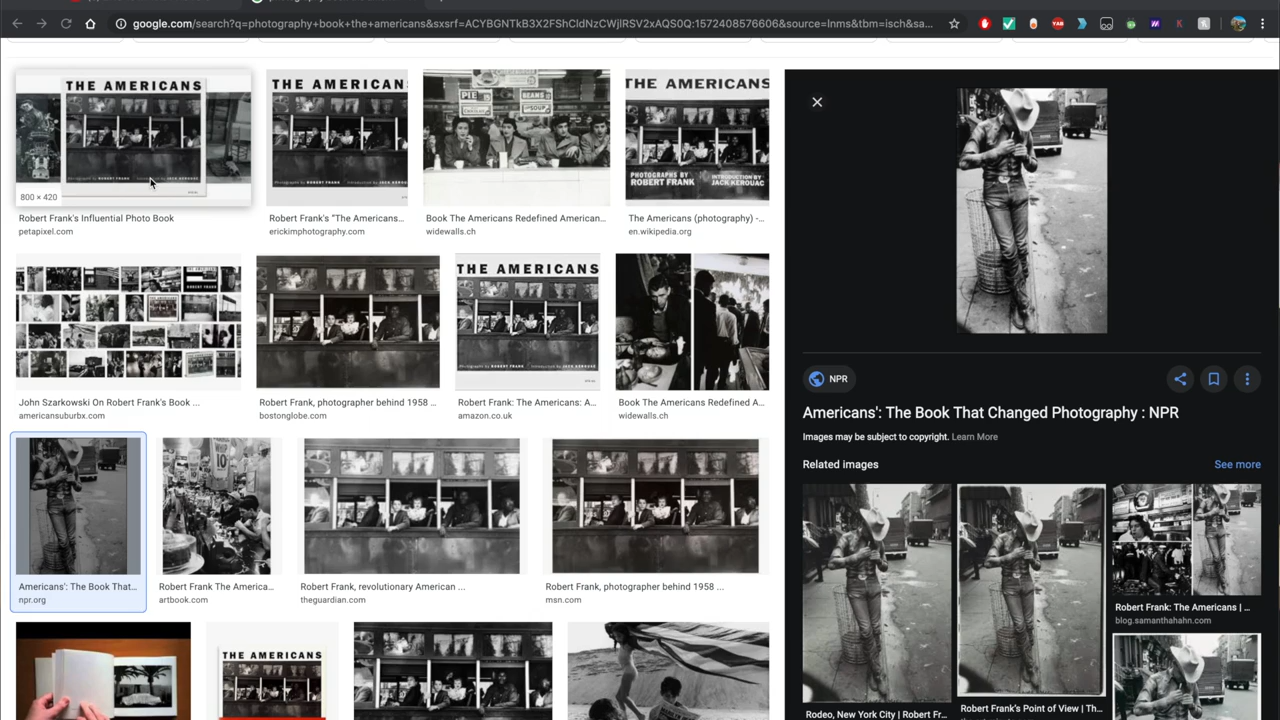 google.com/search?q=photography+book+the+americans&sxsrf=ACYBGNTkB3X2FShCldNzCWjlRSV2xAQS0Q:1572408576606&source=lnms&tbm=isch&sa...
THE AMERICANS
800 × 420
Robert Frank's Influential Photo Book
petapixel.com
THE AMERICANS
Robert Frank's "The Americans...
erickimphotography.com
PIE
BEANS
SOUP
Book The Americans Redefined American...
widewalls.ch
THE AMERICANS
PHOTOGRAPHS BY
ROBERT FRANK
INTRODUCTION BY
JACK KEROUAC
The Americans (photography) -...
en.wikipedia.org
John Szarkowski On Robert Frank's Book ...
americansuburbx.com
Robert Frank, photographer behind 1958 ...
bostonglobe.com
THE AMERICANS
Robert Frank: The Americans: A...
amazon.co.uk
Book The Americans Redefined A...
widewalls.ch
Americans': The Book That...
npr.org
Robert Frank The America...
artbook.com
Robert Frank, revolutionary American ...
theguardian.com
Robert Frank, photographer behind 1958 ...
msn.com
THE AMERICANS
NPR
Americans': The Book That Changed Photography : NPR
Images may be subject to copyright. Learn More
Related images
See more
Robert Frank: The Americans | ...
blog.samanthahahn.com
Rodeo, New York City | Robert Fr...
Robert Frank's Point of View | Th...